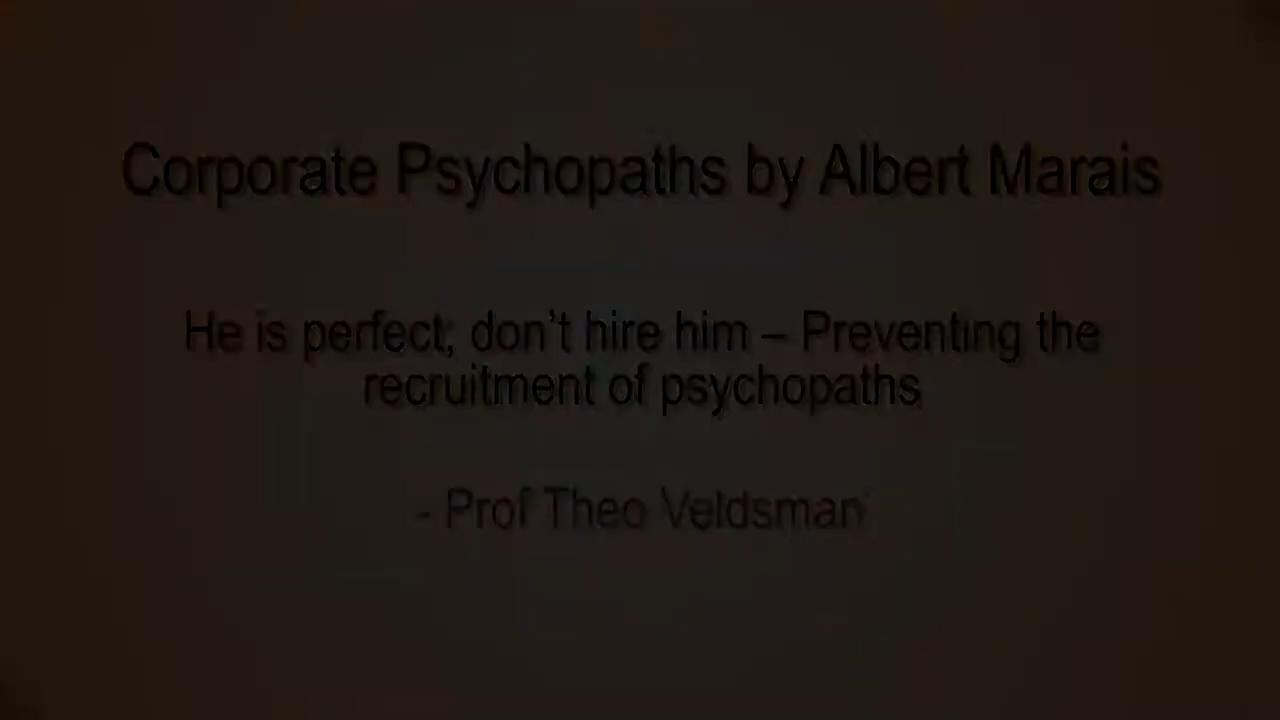 Corporate Psychopaths by Albert Marais
He is perfect; don’t hire him – Preventing the
recruitment of psychopaths
- Prof Theo Veldsman